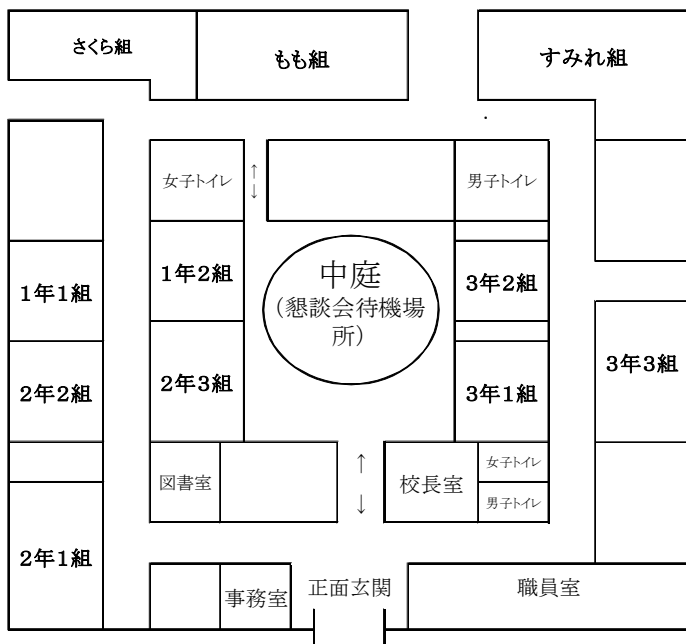 さくら組
もも組
すみれ組
女子トイレ
↑
↓
男子トイレ
1年1組
1年2組
中庭
(懇談会待機場
所)
3年2組
2年2組
2年3組
3年1組
3年3組
図書室
↑
↓
校長室
女子トイレ
男子トイレ
2年1組
事務室
正面玄関
職員室